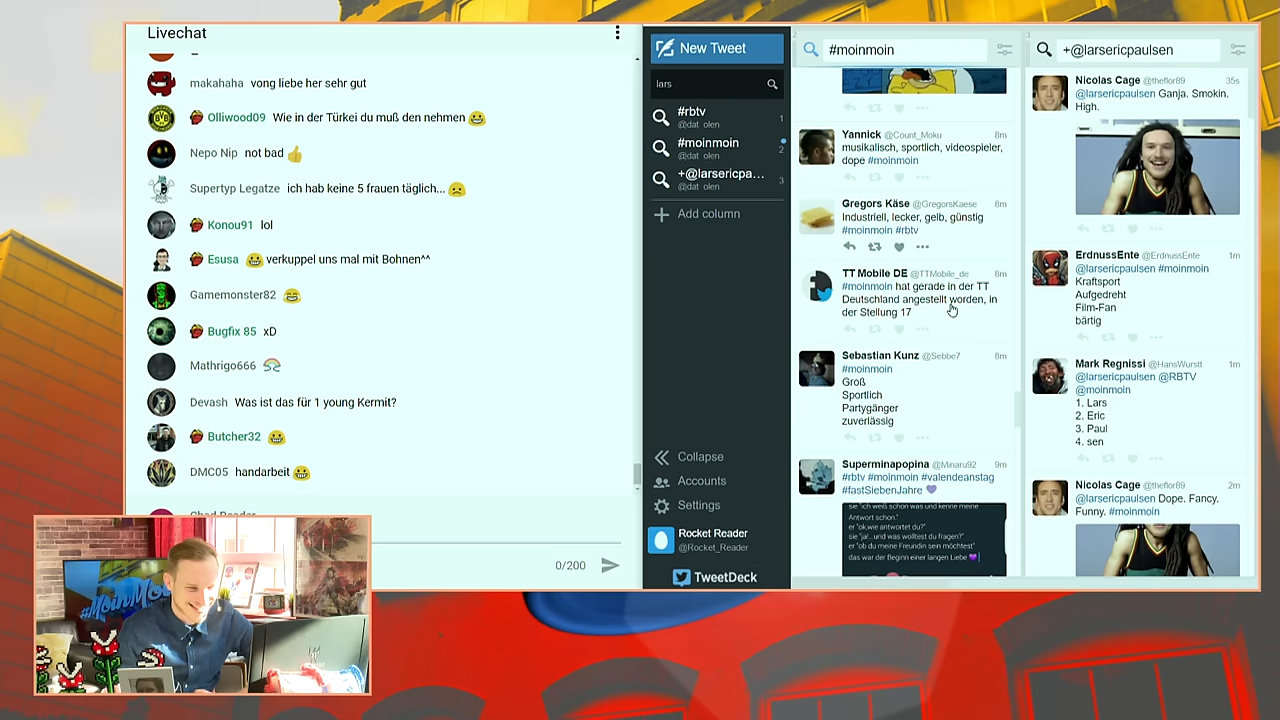 Livechat
makahaha vong liebe her sehr gut
Olliwood09 Wie in der Türkei du muß den nehmen
Nepo Nip not bad
Supertyp Legatze ich hab keine 5 frauen täglich...
Konou91 lol
Esusa verkuppel uns mal mit Bohnen^^
Gamemonster82
Bugfix 85 xD
Mathrigo666
Devash Was ist das für 1 young Kermit?
Butcher32
DMC05 handarbeit
0/200
New Tweet
lars
#rbtv
@dat_olen
1
#moinmoin
@dat_olen
2
+@larsericpa...
@dat_olen
3
Add column
Collapse
Accounts
Settings
Rocket Reader
@Rocket_Reader
TweetDeck
2
#moinmoin
Yannick @Count_Moku 8m
musikalisch, sportlich, videospieler,
dope #moinmoin
Gregors Käse @GregorsKaese 8m
Industriell, lecker, gelb, günstig
#moinmoin #rbtv
TT Mobile DE @TTMobile_de 8m
#moinmoin hat gerade in der TT
Deutschland angestellt worden, in
der Stellung 17
Sebastian Kunz @Sebbe7 8m
#moinmoin
Groß
Sportlich
Partygänger
zuverlässig
Superminapopina @Minaru92 9m
#rbtv #moinmoin #valendeanstag
#fastSiebenJahre
sie "ich weiß schon was und kenne meine
Antwort schon."
er "ok,wie antwortet du?"
sie "ja!...und was wolltest du fragen?"
er "ob du meine Freundin sein möchtest"
das war der Beginn einer langen Liebe
3
+@larsericpaulsen
Nicolas Cage @theflor89 35s
@larsericpaulsen Ganja. Smokin.
High.
ErdnussEnte @ErdnussEnte 1m
@larsericpaulsen #moinmoin
Kraftsport
Aufgedreht
Film-Fan
bärtig
Mark Regnissi @HansWurstt 1m
@larsericpaulsen @RBTV
@moinmoin
1. Lars
2. Eric
3. Paul
4. sen
Nicolas Cage @theflor89 2m
@larsericpaulsen Dope. Fancy.
Funny. #moinmoin